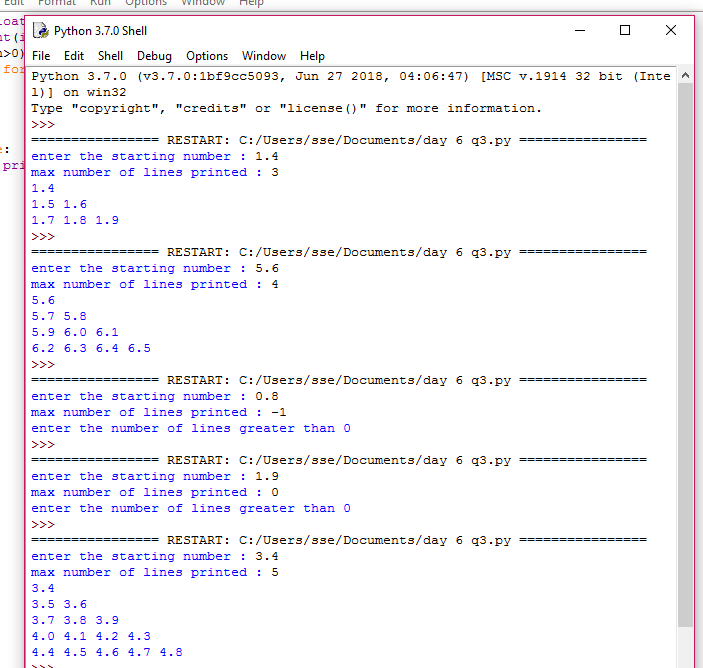 Edit Format Run Options Window Help
Python 3.7.0 Shell
File Edit Shell Debug Options Window Help
Python 3.7.0 (v3.7.0:1bf9cc5093, Jun 27 2018, 04:06:47) [MSC v.1914 32 bit (Inte
l)] on win32
Type "copyright", "credits" or "license()" for more information.
>>>
================ RESTART: C:/Users/sse/Documents/day 6 q3.py ================
enter the starting number : 1.4
max number of lines printed : 3
1.4
1.5 1.6
1.7 1.8 1.9
>>>
================ RESTART: C:/Users/sse/Documents/day 6 q3.py ================
enter the starting number : 5.6
max number of lines printed : 4
5.6
5.7 5.8
5.9 6.0 6.1
6.2 6.3 6.4 6.5
>>>
================ RESTART: C:/Users/sse/Documents/day 6 q3.py ================
enter the starting number : 0.8
max number of lines printed : -1
enter the number of lines greater than 0
>>>
================ RESTART: C:/Users/sse/Documents/day 6 q3.py ================
enter the starting number : 1.9
max number of lines printed : 0
enter the number of lines greater than 0
>>>
================ RESTART: C:/Users/sse/Documents/day 6 q3.py ================
enter the starting number : 3.4
max number of lines printed : 5
3.4
3.5 3.6
3.7 3.8 3.9
4.0 4.1 4.2 4.3
4.4 4.5 4.6 4.7 4.8
>>>